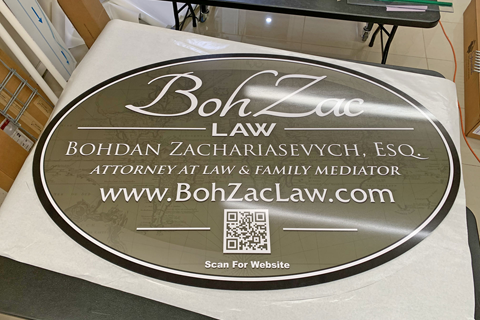 BohZac
LAW
BOHDAN ZACHARIASEVYCH, ESQ.
ATTORNEY AT LAW & FAMILY MEDIATOR
www.BohZacLaw.com
Scan For Website